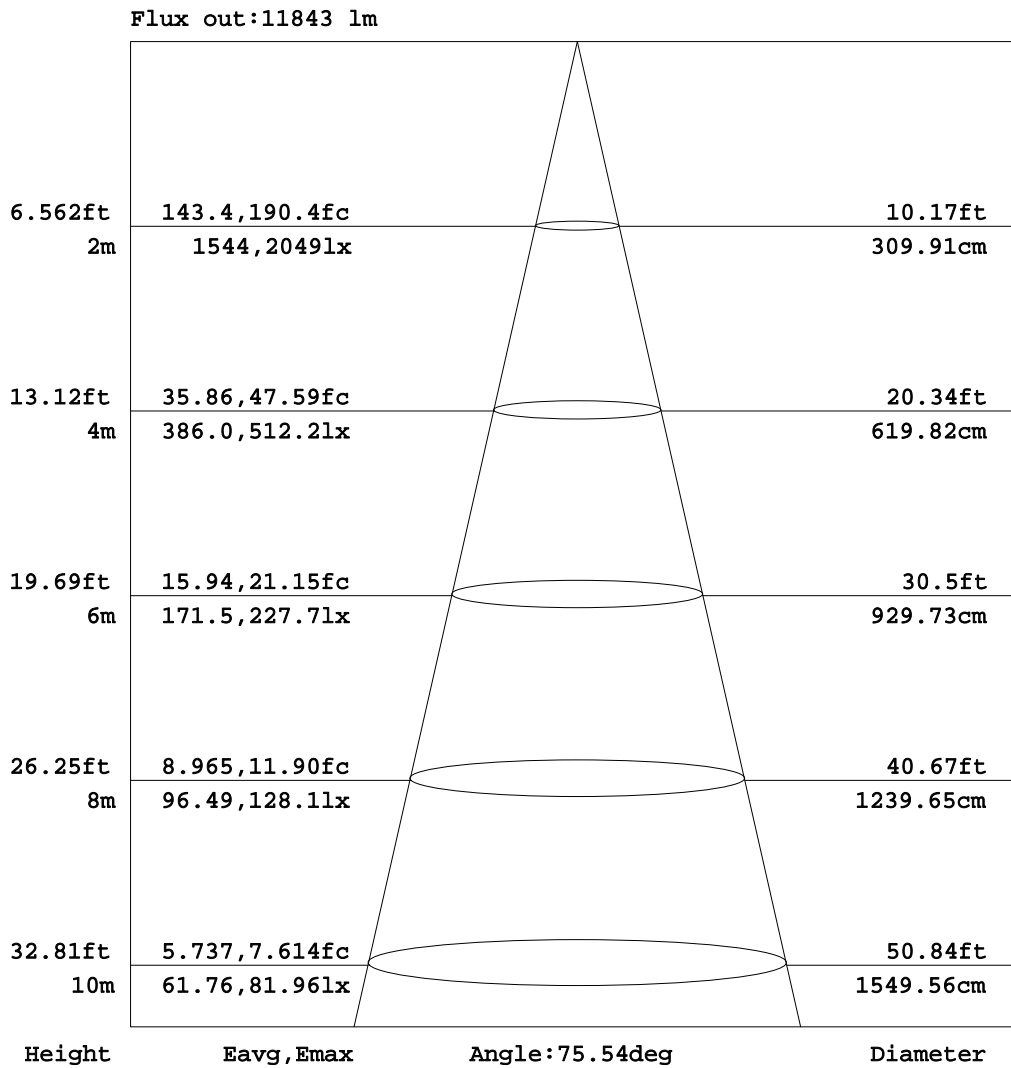 Flux out:11843 lm
6.562ft 143.4,190.4fc 10.17ft
2m 1544,2049lx 309.91cm
13.12ft 35.86,47.59fc 20.34ft
4m 386.0,512.2lx 619.82cm
19.69ft 15.94,21.15fc 30.5ft
6m 171.5,227.7lx 929.73cm
26.25ft 8.965,11.90fc 40.67ft
8m 96.49,128.1lx 1239.65cm
32.81ft 5.737,7.614fc 50.84ft
10m 61.76,81.96lx 1549.56cm
Height Eavg,Emax Angle:75.54deg Diameter